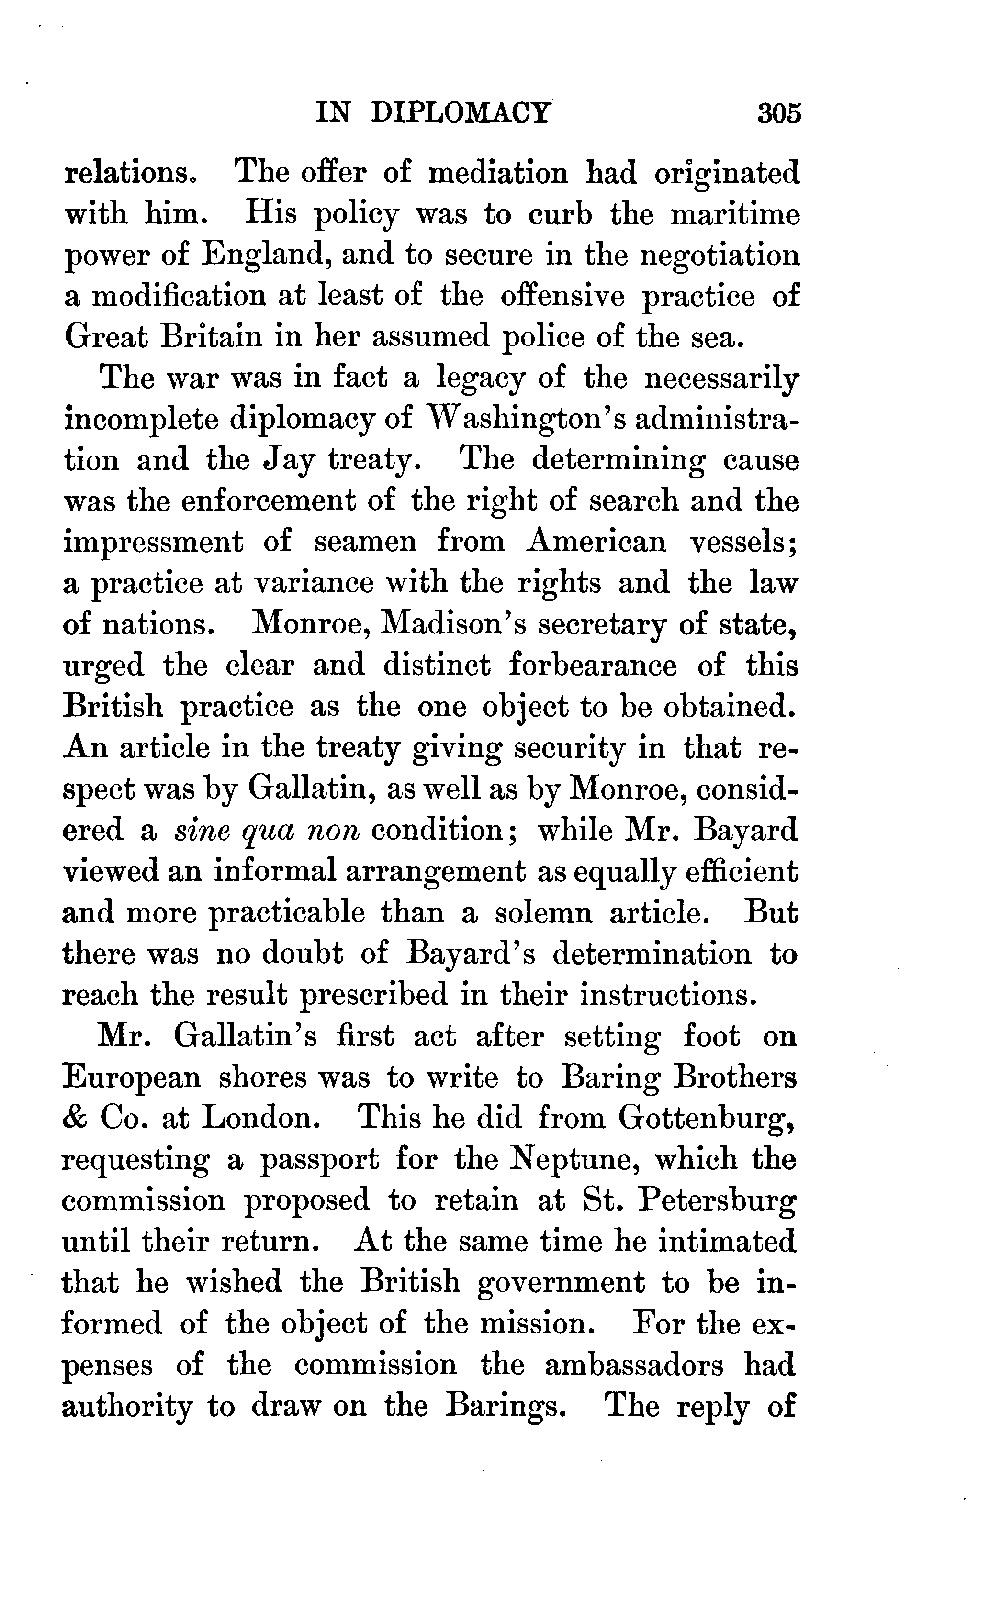 IN DIPLOMACY 305
relations. The offer of mediation had originated
with him. His policy was to curb the maritime
power of England, and to secure in the negotiation
a modification at least of the offensive practice of
Great Britain in her assumed police of the sea.
The war was in fact a legacy of the necessarily
incomplete diplomacy of Washington's administra-
tion and the Jay treaty. The determining cause
was the enforcement of the right of search and the
impressment of seamen from American vessels;
a practice at variance with the rights and the law
of nations. Monroe, Madison's secretary of state,
urged the clear and distinct forbearance of this
British practice as the one object to be obtained.
An article in the treaty giving security in that re-
spect was by Gallatin, as well as by Monroe, consid-
ered a sine qua non condition; while Mr. Bayard
viewed an informal arrangement as equally efficient
and more practicable than a solemn article. But
there was no doubt of Bayard's determination to
reach the result prescribed in their instructions.
Mr. Gallatin's first act after setting foot on
European shores was to write to Baring Brothers
& Co. at London. This he did from Gottenburg,
requesting a passport for the Neptune, which the
commission proposed to retain at St. Petersburg
until their return. At the same time he intimated
that he wished the British government to be in-
formed of the object of the mission. For the ex-
penses of the commission the ambassadors had
authority to draw on the Barings. The reply of